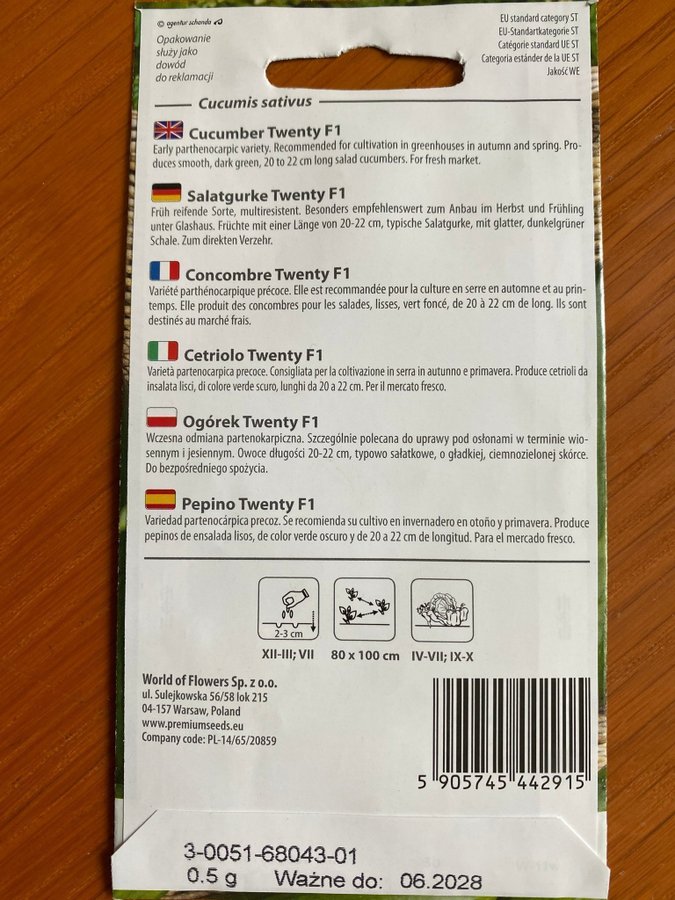 © agentur schonda
Opakowanie
służy jako
dowód
do reklamacji
EU standard category ST
EU-Standartkategorie ST
Catégorie standard UE ST
Categoria estánder de la UE ST
Jakość WE
Cucumis sativus
Cucumber Twenty F1
Early parthenocarpic variety. Recommended for cultivation in greenhouses in autumn and spring. Pro-
duces smooth, dark green, 20 to 22 cm long salad cucumbers. For fresh market.
Salatgurke Twenty F1
Früh reifende Sorte, multiresistent. Besonders empfehlenswert zum Anbau im Herbst und Frühling
unter Glashaus. Früchte mit einer Länge von 20-22 cm, typische Salatgurke, mit glatter, dunkelgrüner
Schale. Zum direkten Verzehr.
Concombre Twenty F1
Variété parthénocarpique précoce. Elle est recommandée pour la culture en serre en automne et au prin-
temps. Elle produit des concombres pour les salades, lisses, vert foncé, de 20 à 22 cm de long. Ils sont
destinés au marché frais.
Cetriolo Twenty F1
Varietà partenocarpica precoce. Consigliata per la coltivazione in serra in autunno e primavera. Produce cetrioli da
insalata lisci, di colore verde scuro, lunghi da 20 a 22 cm. Per il mercato fresco.
Ogórek Twenty F1
Wczesna odmiana partenokarpiczna. Szczególnie polecana do uprawy pod osłonami w terminie wio-
sennym i jesiennym. Owoce długości 20-22 cm, typowo sałatkowe, o gładkiej, ciemnozielonej skórce.
Do bezpośredniego spożycia.
Pepino Twenty F1
Variedad partenocárpica precoz. Se recomienda su cultivo en invernadero en otoño y primavera. Produce
pepinos de ensalada lisos, de color verde oscuro y de 20 a 22 cm de longitud. Para el mercado fresco.
2-3 cm
XII-III; VII 80 x 100 cm IV-VII; IX-X
World of Flowers Sp. z o.o.
ul. Sulejkowska 56/58 lok 215
04-157 Warsaw, Poland
www.premiumseeds.eu
Company code: PL-14/65/20859
5 905745 442915
3-0051-68043-01
0.5 g Ważne do: 06.2028